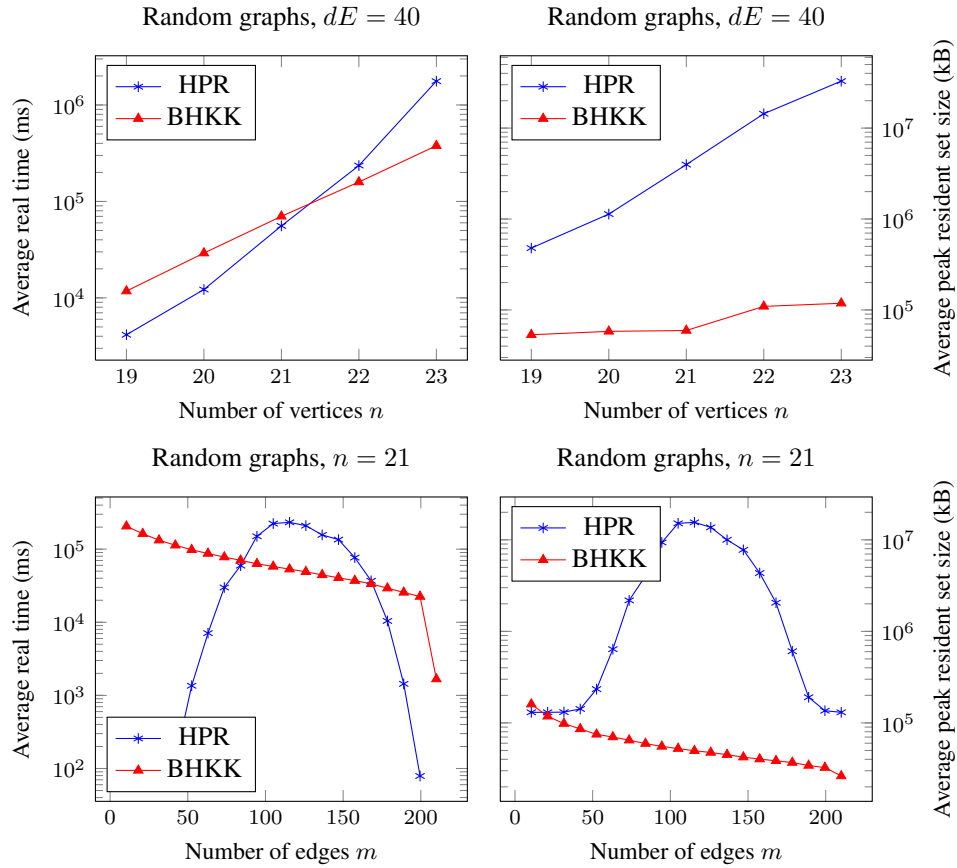 Random graphs, dE = 40
Average real time (ms)
10^6
10^5
10^4
HPR
BHKK
19 20 21 22 23
Number of vertices n
Random graphs, dE = 40
HPR
BHKK
10^7
10^6
10^5
Average peak resident set size (kB)
19 20 21 22 23
Number of vertices n
Random graphs, n = 21
Average real time (ms)
10^5
10^4
10^3
10^2
HPR
BHKK
0 50 100 150 200
Number of edges m
Random graphs, n = 21
HPR
BHKK
10^7
10^6
10^5
Average peak resident set size (kB)
0 50 100 150 200
Number of edges m